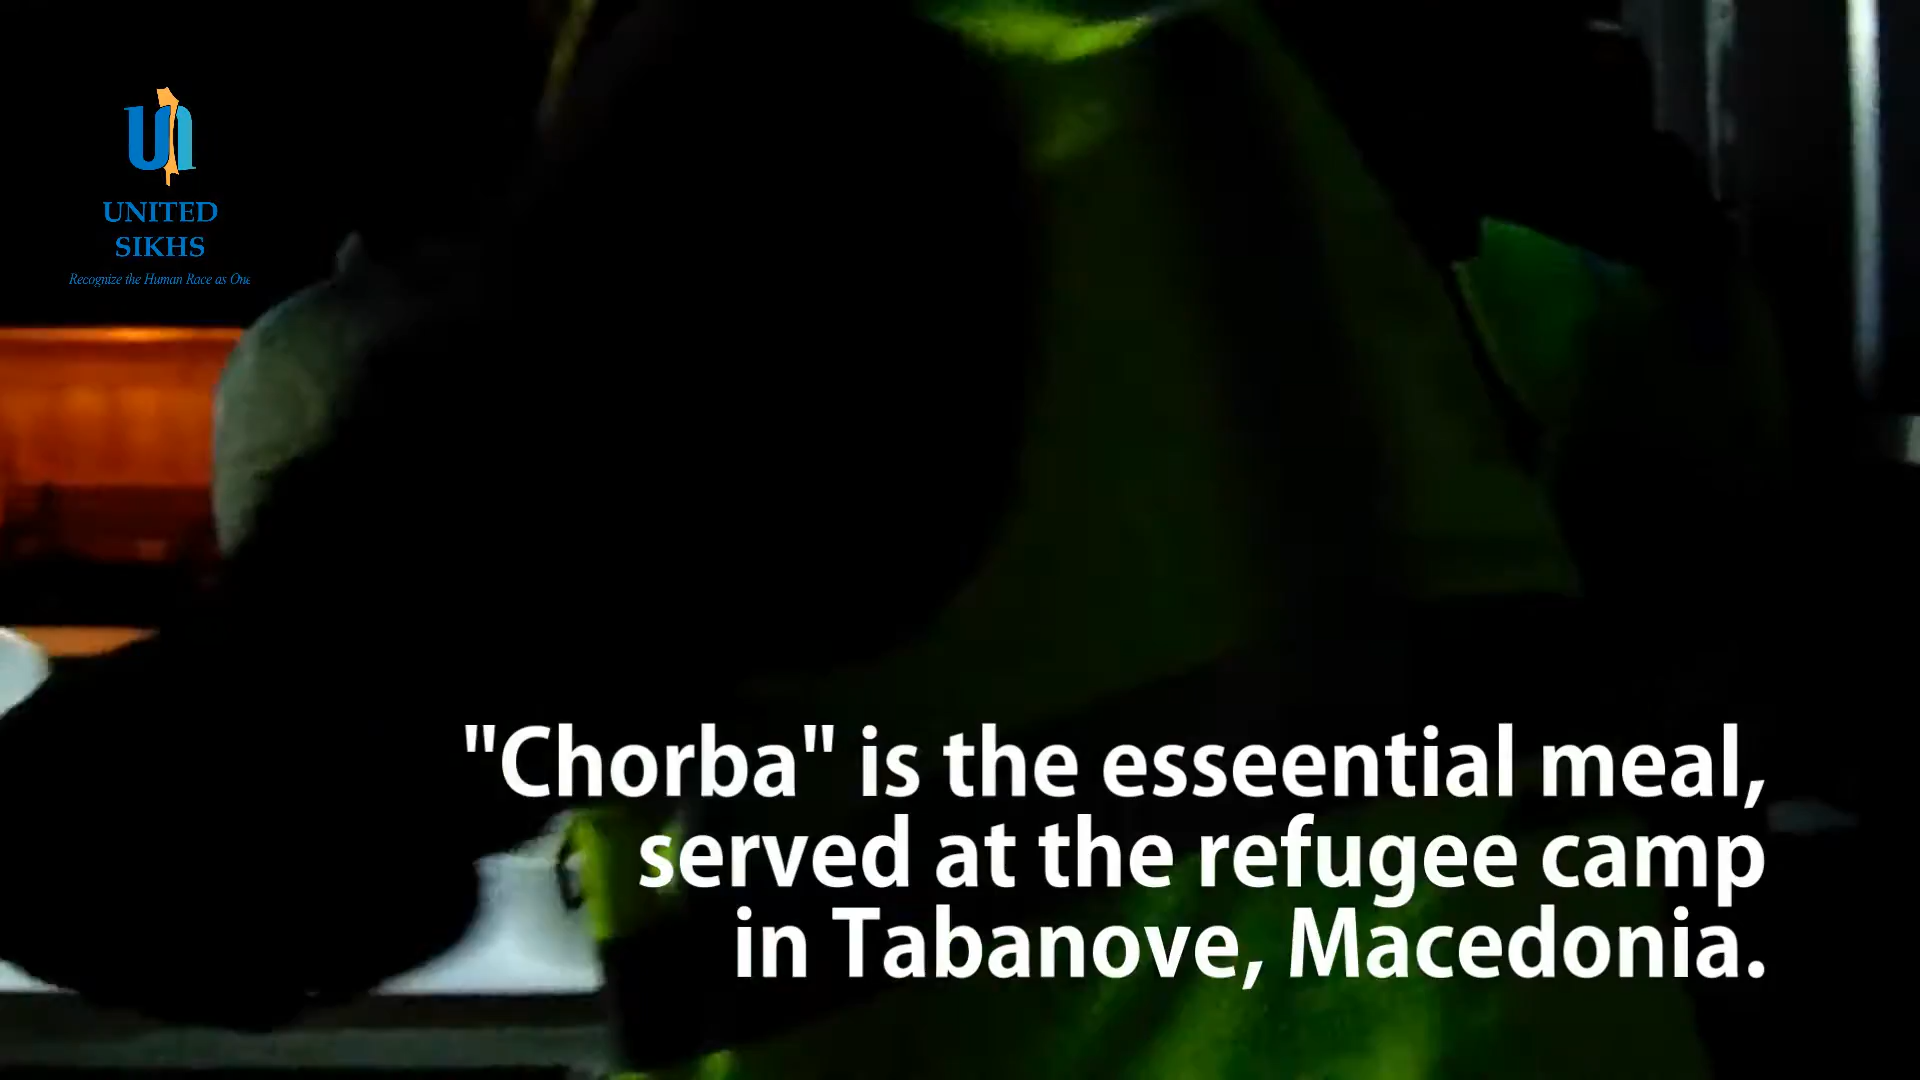 UNITED
SIKHS
Recognize the Human Race as One
"Chorba" is the esseential meal,
served at the refugee camp
in Tabanove, Macedonia.